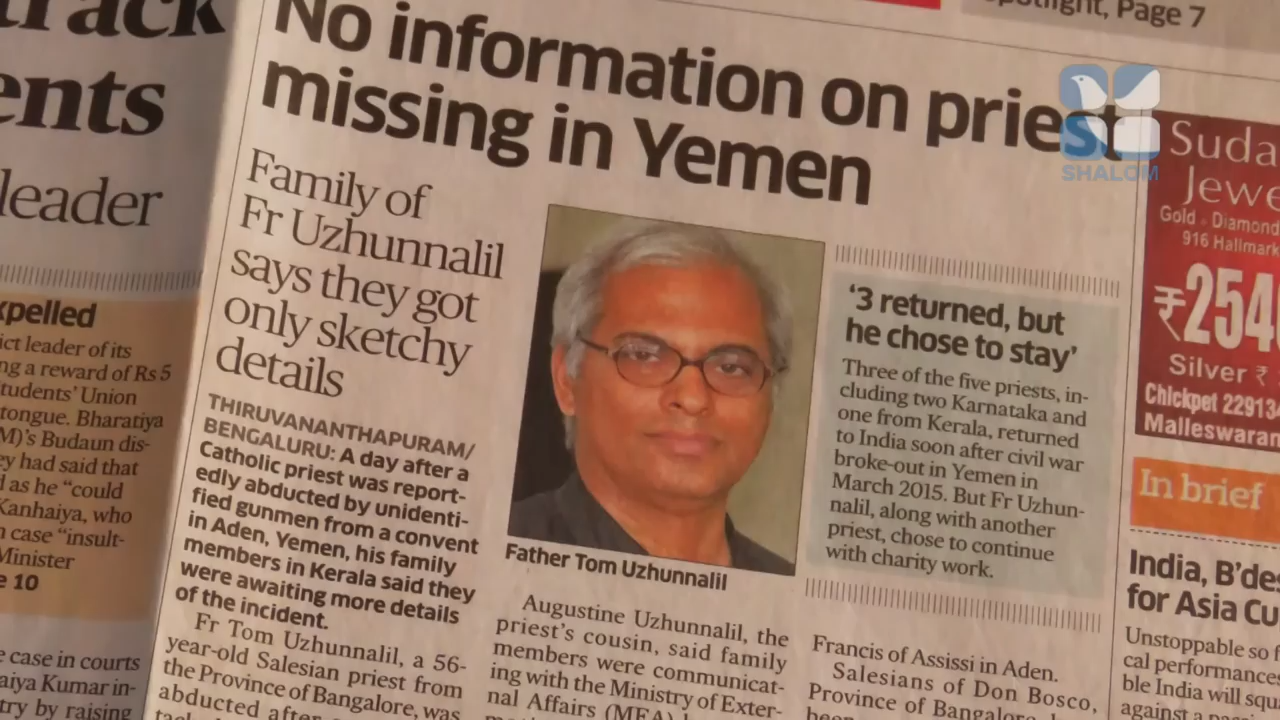 No information on priest
missing in Yemen
Family of
Fr Uzhunnalil
says they got
only sketchy
details
THIRUVANANTHAPURAM/
BENGALURU: A day after a
Catholic priest was report-
edly abducted by unidenti-
fied gunmen from a convent
in Aden, Yemen, his family
members in Kerala said they
were awaiting more details
of the incident.
Fr Tom Uzhunnalil, a 56-
year-old Salesian priest from
the Province of Bangalore, was
abducted after
Father Tom Uzhunnalil
Augustine Uzhunnalil, the
priest's cousin, said family
members were communicat-
ing with the Ministry of Exter-
nal Affairs (MEA)
'3 returned, but
he chose to stay'
Three of the five priests, in-
cluding two Karnataka and
one from Kerala, returned
to India soon after civil war
broke-out in Yemen in
March 2015. But Fr Uzhun-
nalil, along with another
priest, chose to continue
with charity work.
Francis of Assissi in Aden.
Salesians of Don Bosco,
Province of Bangalore,
been
ents
leader
xpelled
ict leader of its
ng a reward of Rs 5
tudents' Union
tongue. Bharatiya
M)'s Budaun dis-
ey had said that
d as he "could
Kanhaiya, who
n case "insult-
Minister
e 10
e case in courts
aiya Kumar in-
try by raising
Page 7
S
SHALOM
Suda
Jewe
Gold . Diamond
916 Hallmark
₹254
Silver ₹
Chickpet 22913
Malleswaram
In brief
India, B'des
for Asia Cu
Unstoppable so f
cal performances
ble India will squ
against a